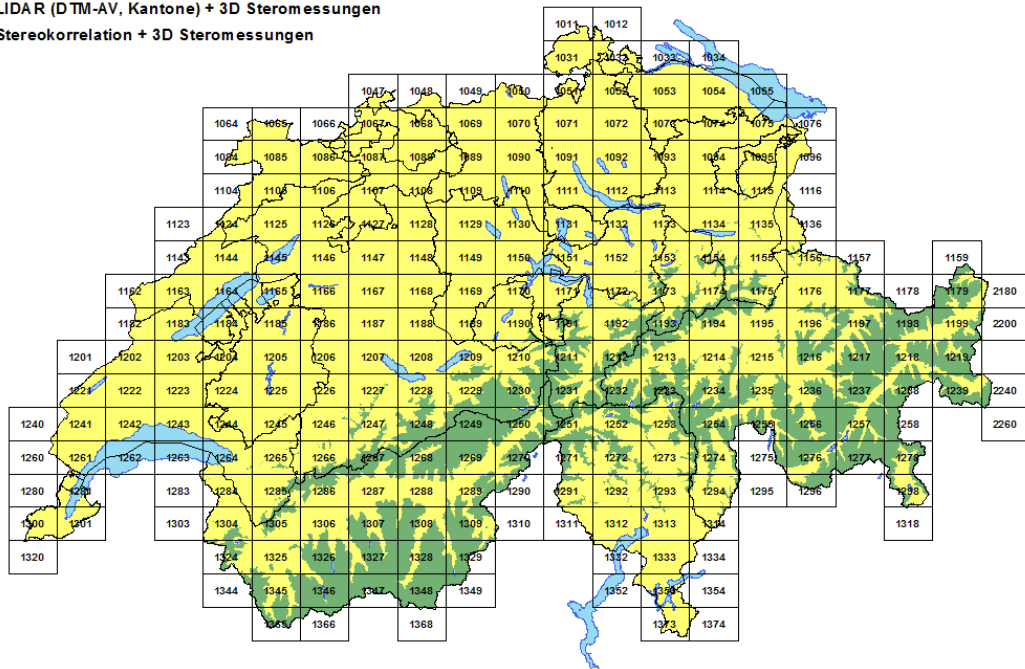 LIDAR (DTM-AV, Kantone) + 3D Steromessungen
Stereokorrelation + 3D Steromessungen
1011 1012
1031 1032 1033 1034
1047 1048 1049 1050 1051 1052 1053 1054 1055
1064 1065 1066 1067 1068 1069 1070 1071 1072 1073 1074 1075 1076
1084 1085 1086 1087 1088 1089 1090 1091 1092 1093 1094 1095 1096
1104 1105 1106 1107 1108 1109 1110 1111 1112 1113 1114 1115 1116
1123 1124 1125 1126 1127 1128 1129 1130 1131 1132 1133 1134 1135 1136
1143 1144 1145 1146 1147 1148 1149 1150 1151 1152 1153 1154 1155 1156 1157 1159
1162 1163 1164 1165 1166 1167 1168 1169 1170 1171 1172 1173 1174 1175 1176 1177 1178 1179 2180
1182 1183 1184 1185 1186 1187 1188 1189 1190 1191 1192 1193 1194 1195 1196 1197 1198 1199 2200
1201 1202 1203 1204 1205 1206 1207 1208 1209 1210 1211 1212 1213 1214 1215 1216 1217 1218 1219
1221 1222 1223 1224 1225 1226 1227 1228 1229 1230 1231 1232 1233 1234 1235 1236 1237 1238 1239 2240
1240 1241 1242 1243 1244 1245 1246 1247 1248 1249 1250 1251 1252 1253 1254 1255 1256 1257 1258 2260
1260 1261 1262 1263 1264 1265 1266 1267 1268 1269 1270 1271 1272 1273 1274 1275 1276 1277 1278
1280 1281 1283 1284 1285 1286 1287 1288 1289 1290 1291 1292 1293 1294 1295 1296 1298
1300 1301 1303 1304 1305 1306 1307 1308 1309 1310 1311 1312 1313 1314 1318
1320 1324 1325 1326 1327 1328 1329 1332 1333 1334
1344 1345 1346 1347 1348 1349 1352 1353 1354
1365 1366 1368 1373 1374